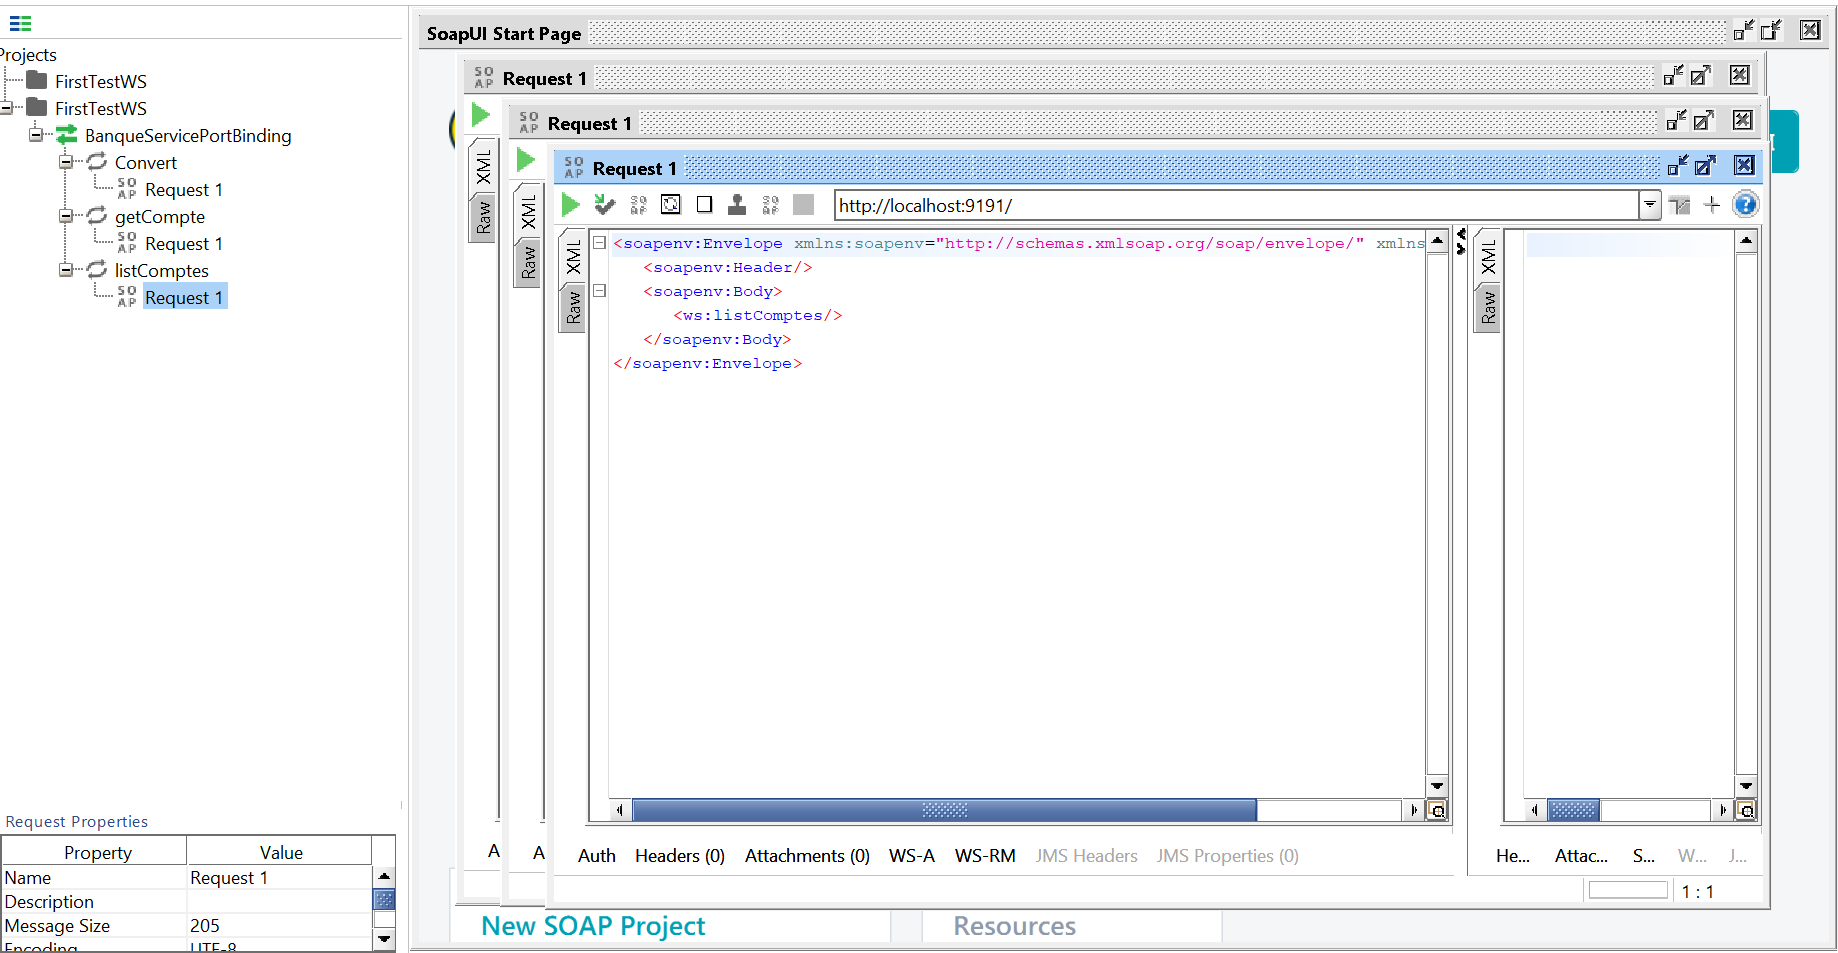 Projects
FirstTestWS
FirstTestWS
BanqueServicePortBinding
Convert
SO AP Request 1
getCompte
SO AP Request 1
listComptes
SO AP Request 1
Request Properties
Property Value
Name Request 1
Description
Message Size 205
Encoding UTF-8
SoapUI Start Page
SO AP Request 1
XML
Raw
SO AP Request 1
XML
Raw
SO AP Request 1
http://localhost:9191/
XML
Raw
<soapenv:Envelope xmlns:soapenv="http://schemas.xmlsoap.org/soap/envelope/" xmlns
<soapenv:Header/>
<soapenv:Body>
<ws:listComptes/>
</soapenv:Body>
</soapenv:Envelope>
XML
Raw
A
A
Auth Headers (0) Attachments (0) WS-A WS-RM JMS Headers JMS Properties (0)
He... Attac... S... W... J...
1 : 1
New SOAP Project Resources